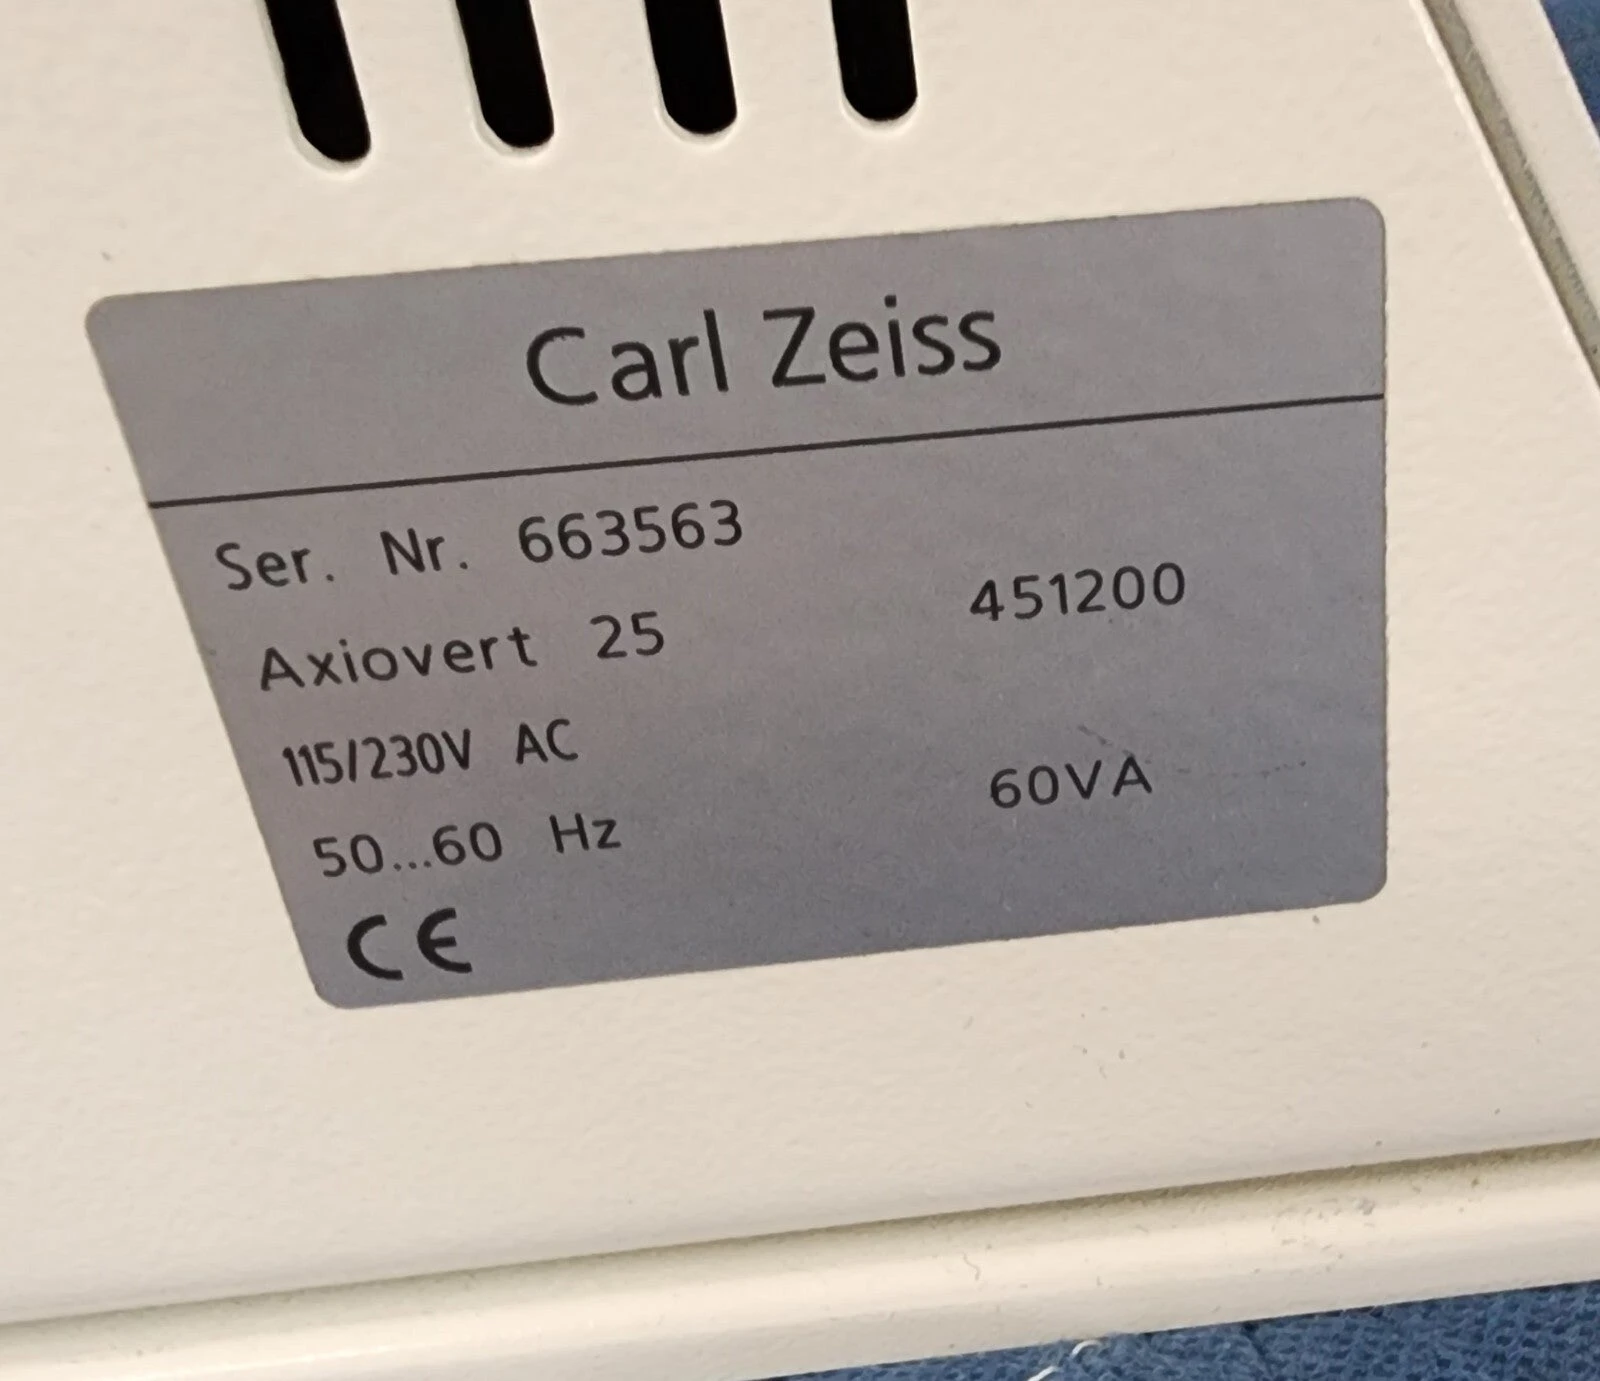 Carl Zeiss
Ser. Nr. 663563
Axiovert 25 451200
115/230V AC
50...60 Hz 60VA
CE